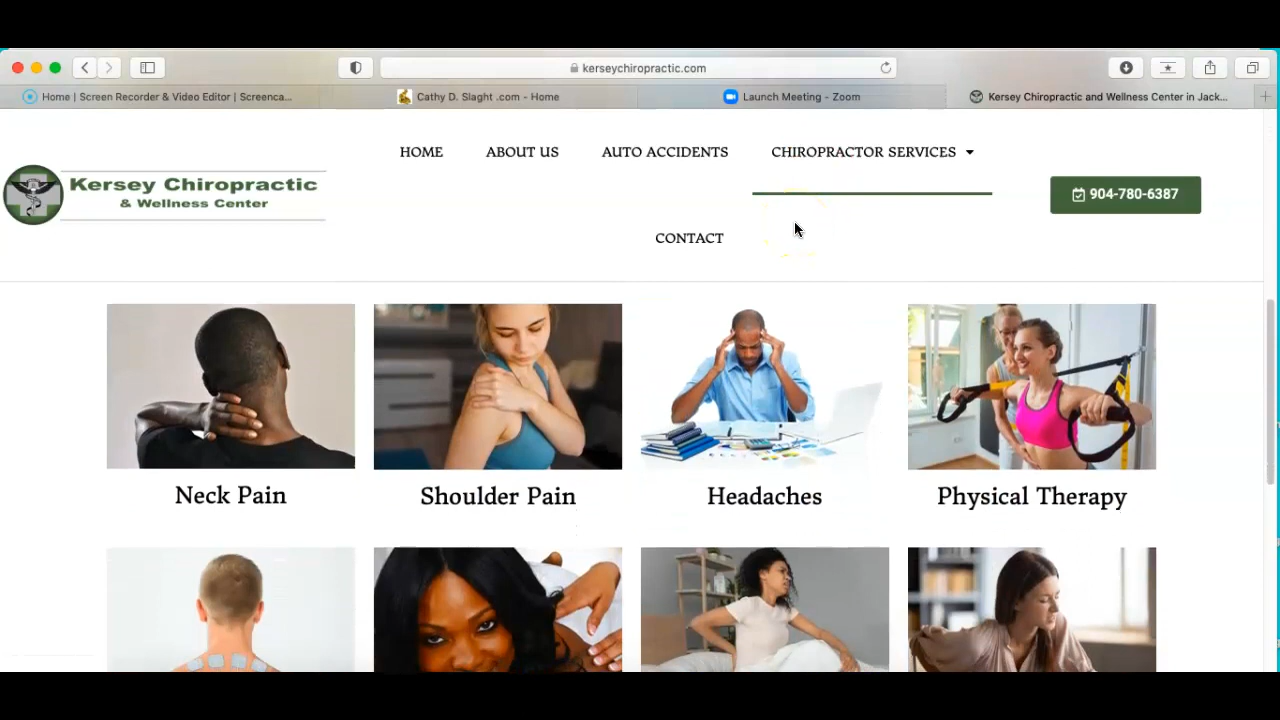 kerseychiropractic.com
Home | Screen Recorder & Video Editor | Screenca...
Cathy D. Slaght .com - Home
Launch Meeting - Zoom
Kersey Chiropractic and Wellness Center in Jack...
HOME
ABOUT US
AUTO ACCIDENTS
CHIROPRACTOR SERVICES
Kersey Chiropractic
& Wellness Center
904-780-6387
CONTACT
Neck Pain
Shoulder Pain
Headaches
Physical Therapy